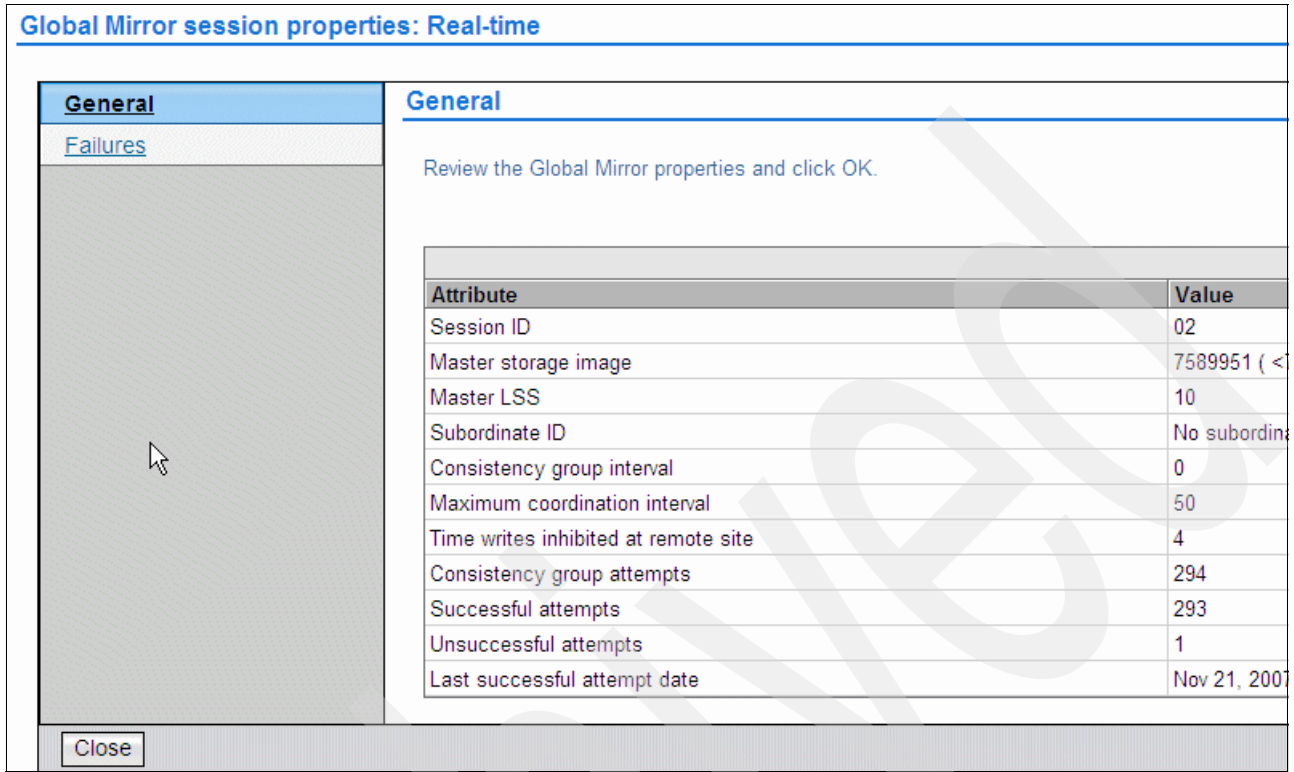 Global Mirror session properties: Real-time
General
Failures
General
Review the Global Mirror properties and click OK.
Attribute Value
Session ID 02
Master storage image 7589951 ( <
Master LSS 10
Subordinate ID No
Consistency group interval 0
Maximum coordination interval 50
Time writes inhibited at remote site 4
Consistency group attempts 294
Successful attempts 293
Unsuccessful attempts 1
Last successful attempt date Nov 21, 2007
Close